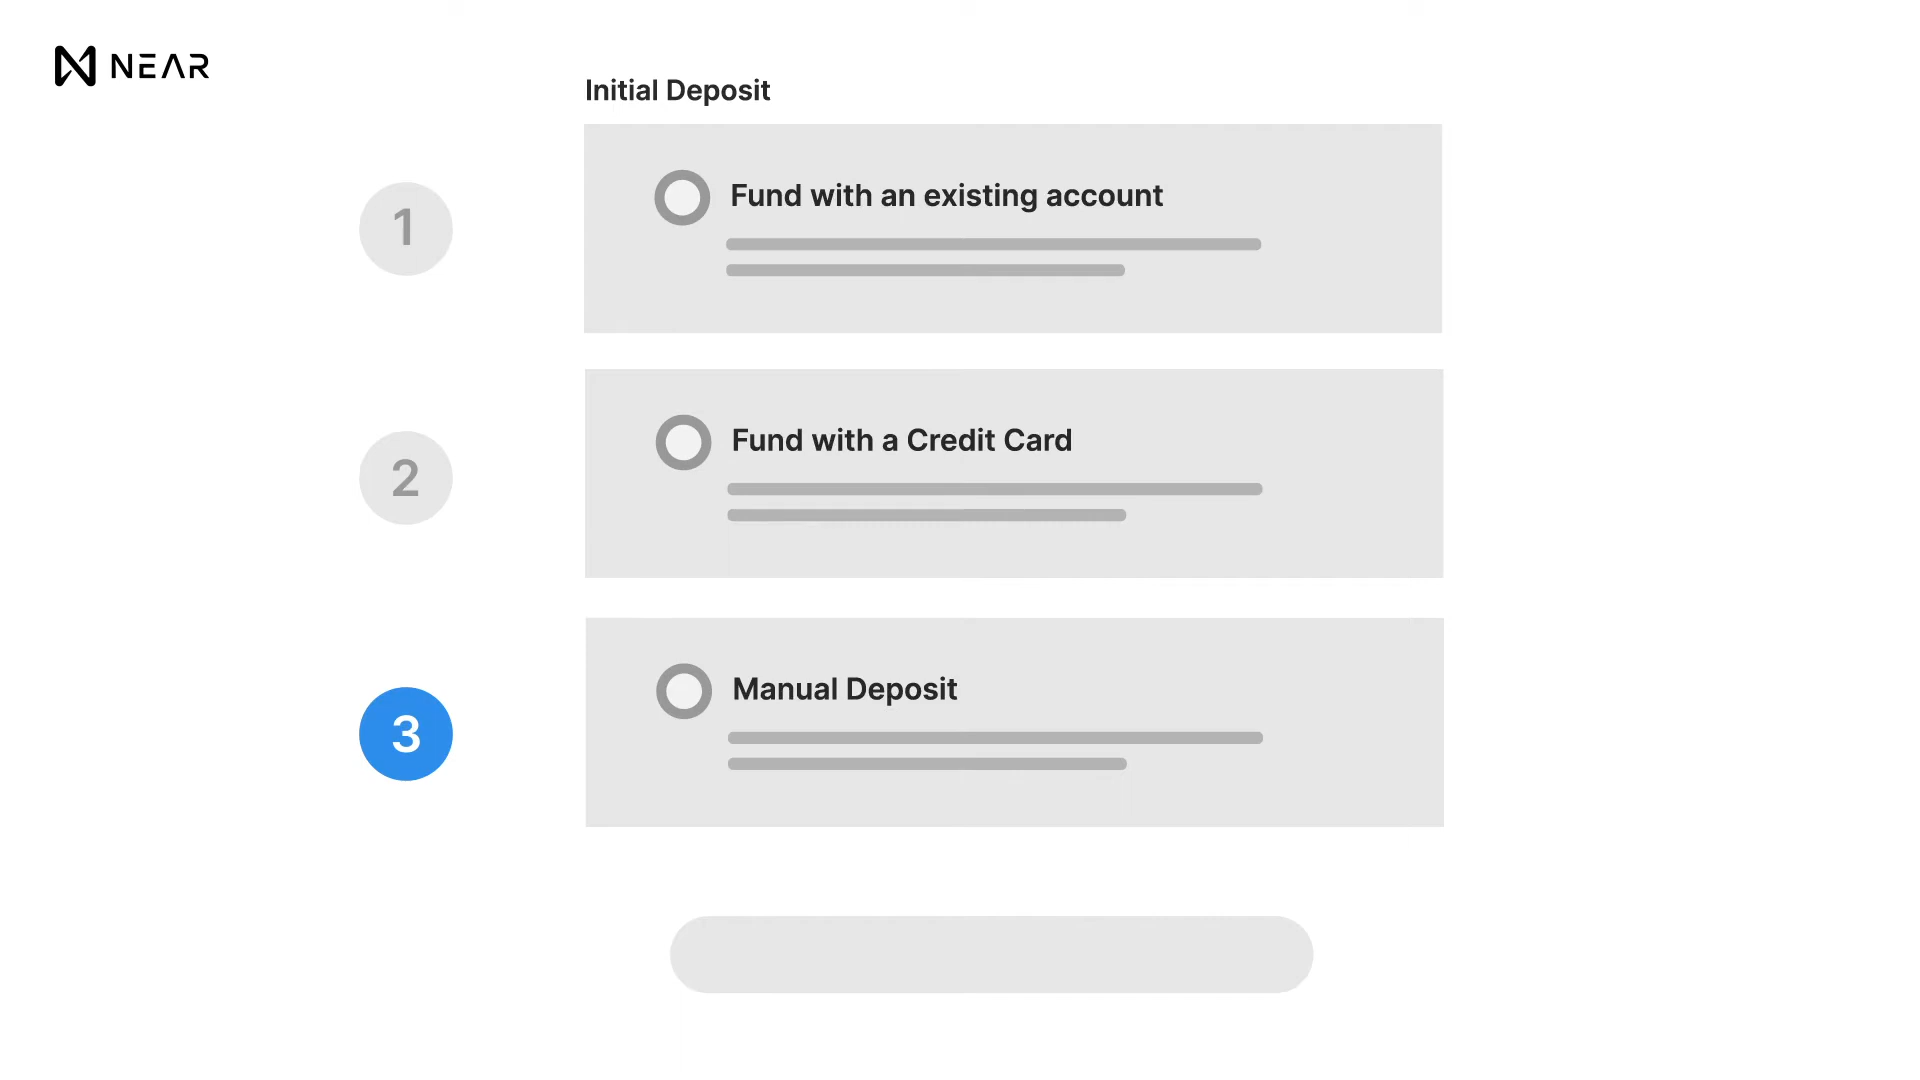 NEAR
Initial Deposit
1
Fund with an existing account
2
Fund with a Credit Card
3
Manual Deposit